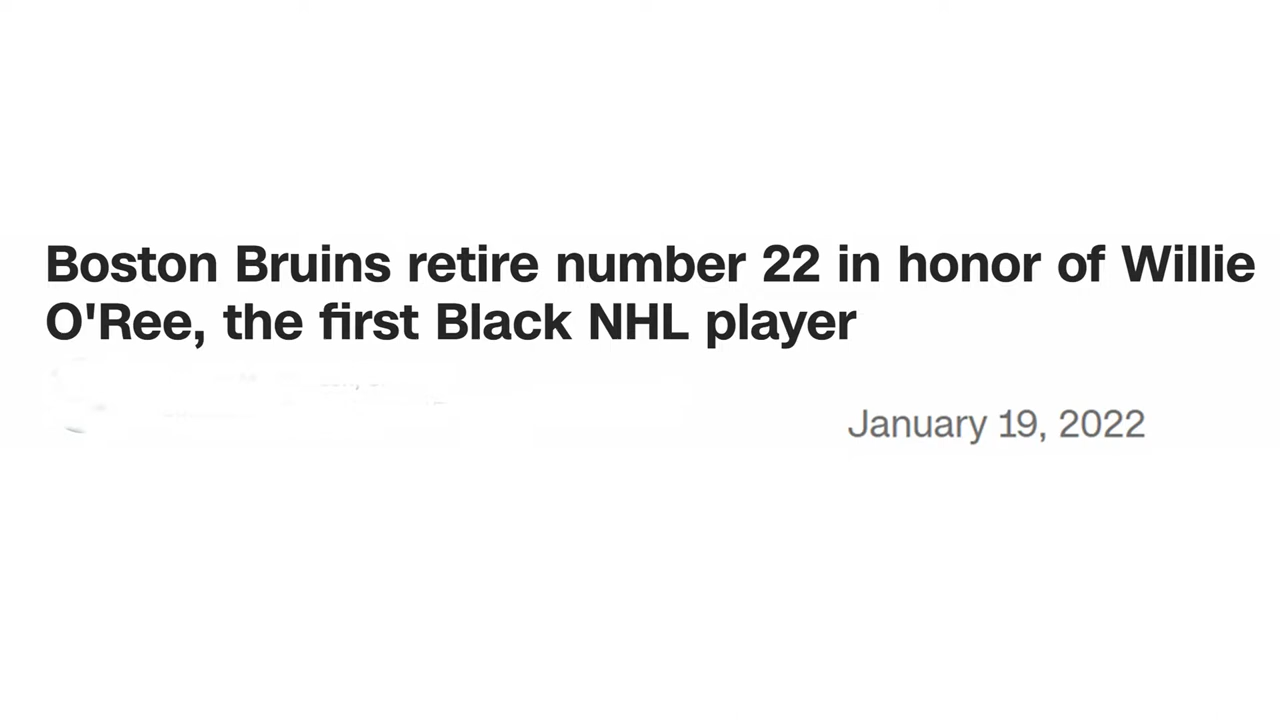 Boston Bruins retire number 22 in honor of Willie
O'Ree, the first Black NHL player
January 19, 2022